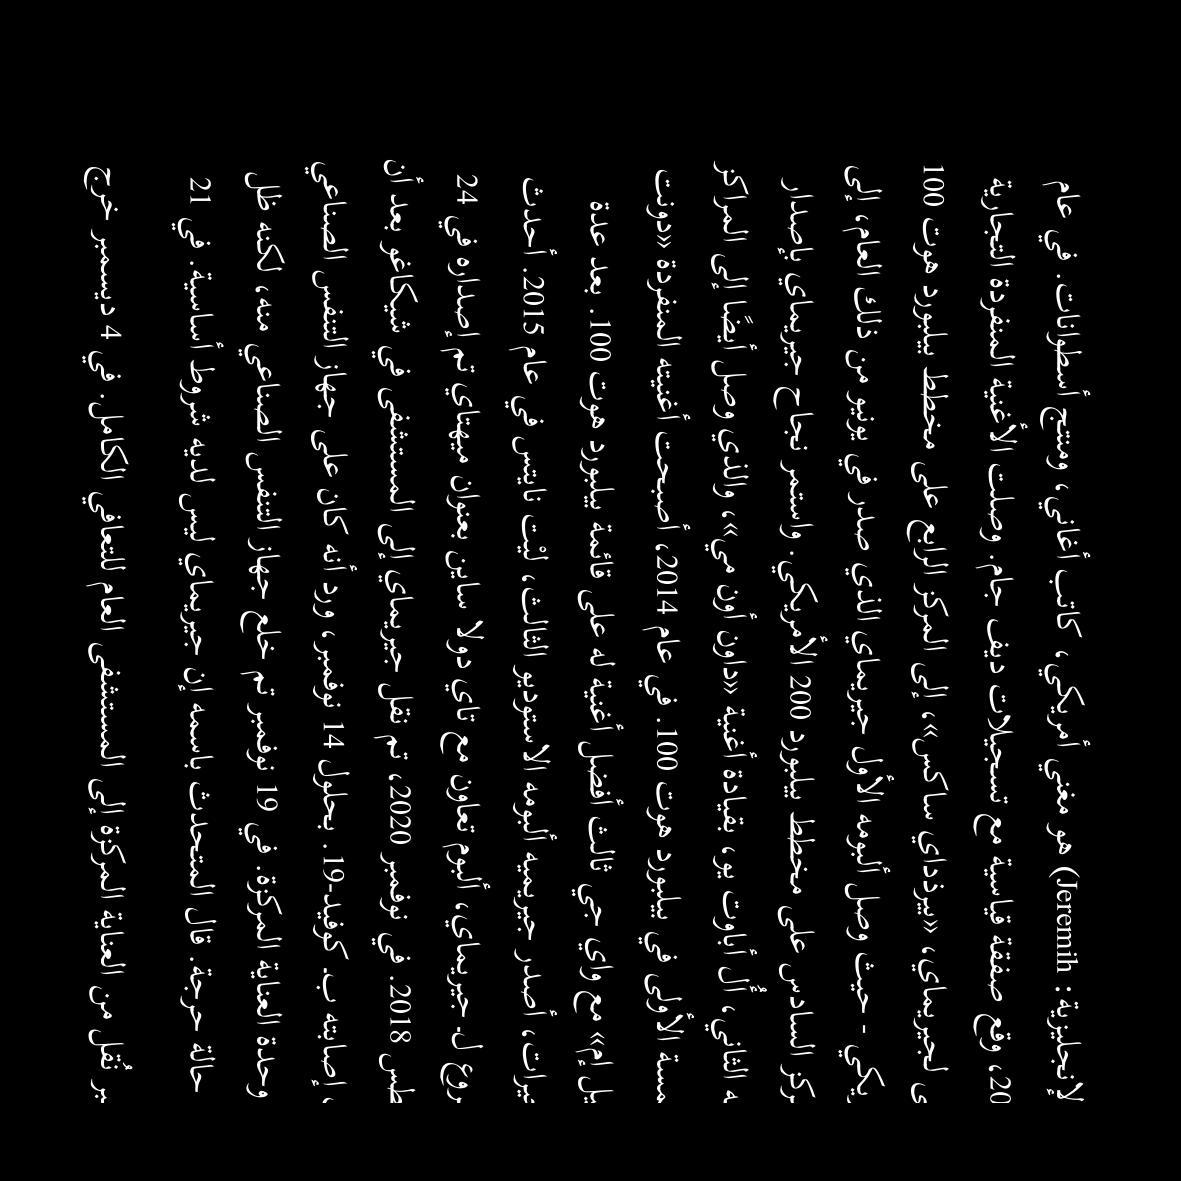 لإنجليزية : Jeremih) هو مغني أمريكي، كاتب أغاني، ومنتج أسطوانات. في عام
20، وقع صفقة قياسية مع تسجيلات ديف جام. وصلت الأغنية المنفردة التجارية
لجيريماي، «بيرذداي ساكس»، إلى المركز الرابع على مخطط بيلبورد هوت 100
يكي - حيث وصل ألبومه الأول جيريماي الذي صدر في يونيو من ذلك العام، إلى
ركز السادس على مخطط بيلبورد 200 الأمريكي. واستمر نجاح جيريماي بإصدار
ه الثاني، أُل أباوت يو، بقيادة أغنية «داون أون مي»، والذي وصل أيضًا إلى المراكز
مسة الأولى في بيلبورد هوت 100. في عام 2014، أصبحت أغنيته المنفردة «دونت
يل إم» مع واي جي ثالث أفضل أغنية له على قائمة بيلبورد هوت 100. بعد عدة
يرات، أصدر جيريميه ألبومه الاستوديو الثالث، ليْت نايتس في عام 2015. أحدث
روع ل. جيريماي، ألبوم تعاون مع تاي دولا ساين بعنوان ميهتاي تم إصداره في 24
طس 2018. في نوفمبر 2020، تم نقل جيريماي إلى المستشفى في شيكاغو بعد أن
، إصابته ب. كوفيد-19. بحلول 14 نوفمبر، ورد أنه كان على جهاز التنفس الصناعي
وحدة العناية المركزة. في 19 نوفمبر تم خلع جهاز التنفس الصناعي منه، لكنه ظل
حالة حرجة. قال المتحدث باسمه إن جيريماي ليس لديه شروط أساسية. في 21
بر نُقل من العناية المركزة إلى المستشفى العام للتعافي الكامل. في 4 ديسمبر خرج